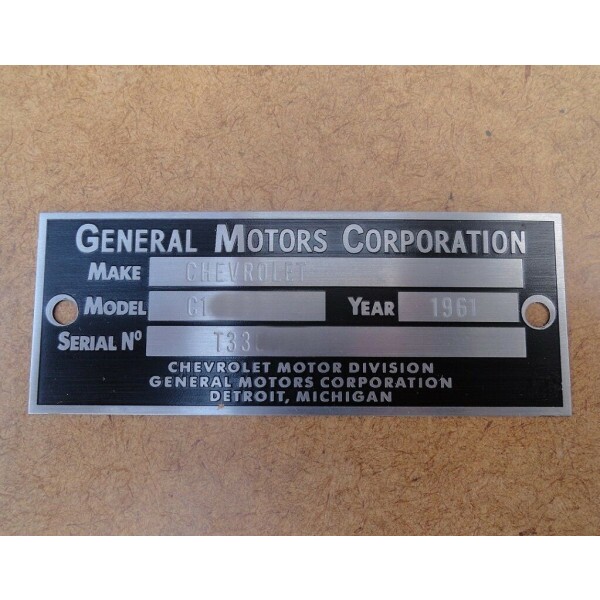 GENERAL MOTORS CORPORATION
MAKE CHEVROLET
MODEL C1 YEAR 1961
SERIAL Nº T33
CHEVROLET MOTOR DIVISION
GENERAL MOTORS CORPORATION
DETROIT, MICHIGAN